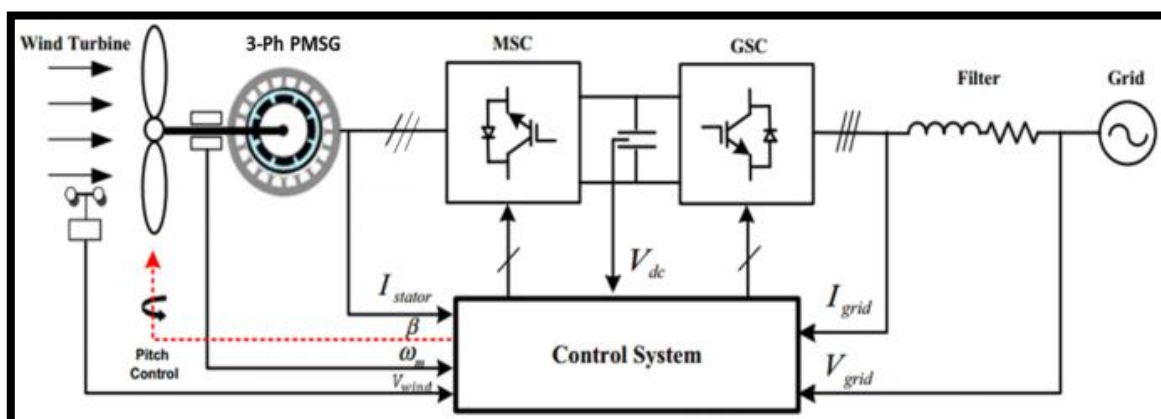 Wind Turbine
3-Ph PMSG
MSC
GSC
Filter
Grid
V_dc
I_stator
β
ω_m
V_wind
Pitch
Control
Control System
I_grid
V_grid